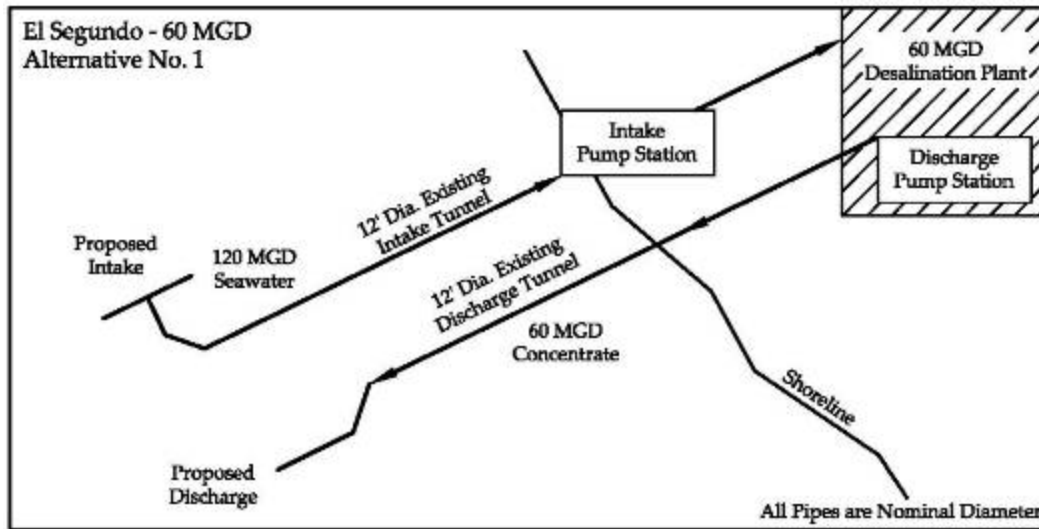 El Segundo - 60 MGD
Alternative No. 1
60 MGD
Desalination Plant
Intake
Pump Station
Discharge
Pump Station
12' Dia. Existing
Intake Tunnel
Proposed
Intake
120 MGD
Seawater
12' Dia. Existing
Discharge Tunnel
60 MGD
Concentrate
Shoreline
Proposed
Discharge
All Pipes are Nominal Diameter